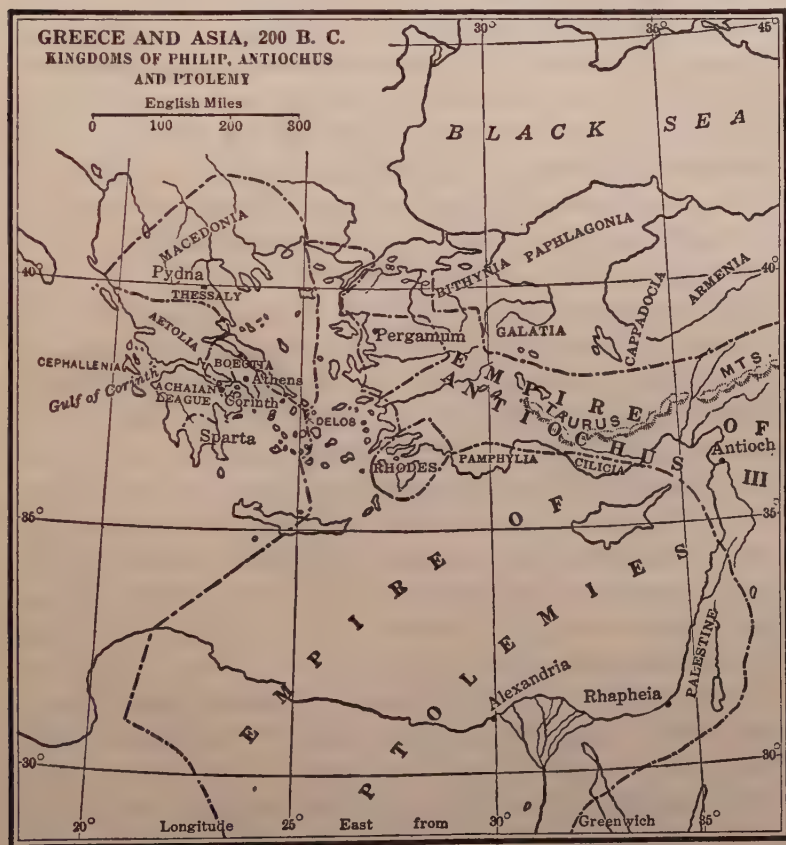 GREECE AND ASIA, 200 B. C.
KINGDOMS OF PHILIP, ANTIOCHUS
AND PTOLEMY
English Miles
0 100 200 300
30° 35° 45°
BLACK SEA
MACEDONIA
PAPHLAGONIA
BITHYNIA
ARMENIA
40° 40°
Pydna
THESSALY
CAPPADOCIA
AETOLIA
Pergamum
GALATIA
CEPHALLENIA
BOEOTIA
Athens
Gulf of Corinth
ACHAIAN
LEAGUE
Corinth
EMPIRE OF
ANTIOCHUS III
TAURUS MTS
DELOS
Sparta
RHODES
PAMPHYLIA
CILICIA
Antioch
35° 35°
EMPIRE OF
PTOLEMIES
PALESTINE
Alexandria
Rhapheia
30° 30°
20° Longitude 25° East from 30° Greenwich 35°